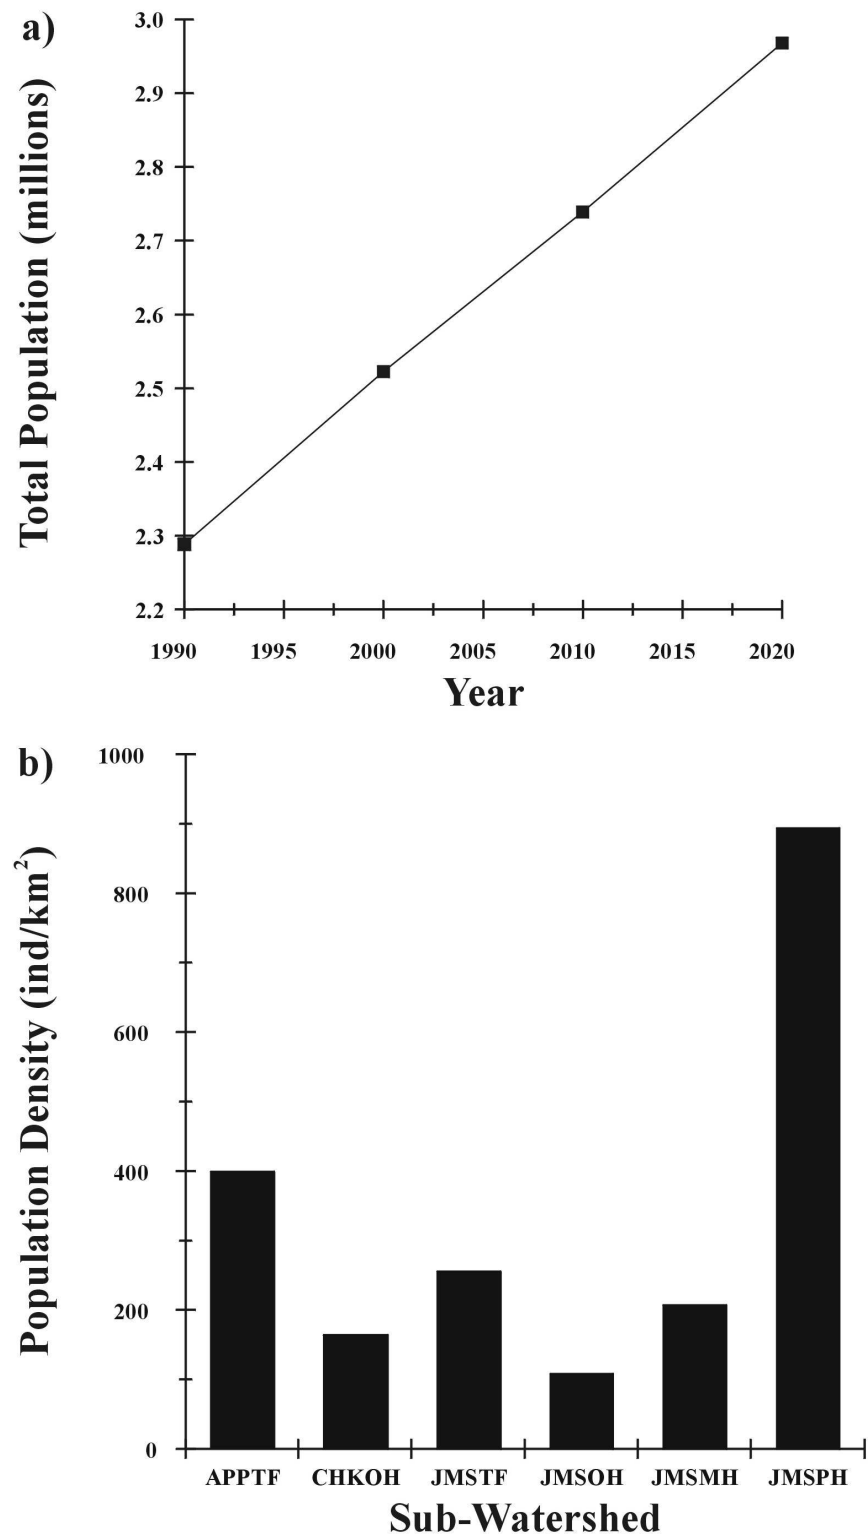 a)
Total Population (millions)
3.0
2.9
2.8
2.7
2.6
2.5
2.4
2.3
2.2
1990 1995 2000 2005 2010 2015 2020
Year
b)
Population Density (ind/km²)
1000
800
600
400
200
0
APPTF CHKOH JMSTF JMSOH JMSMH JMSPH
Sub-Watershed